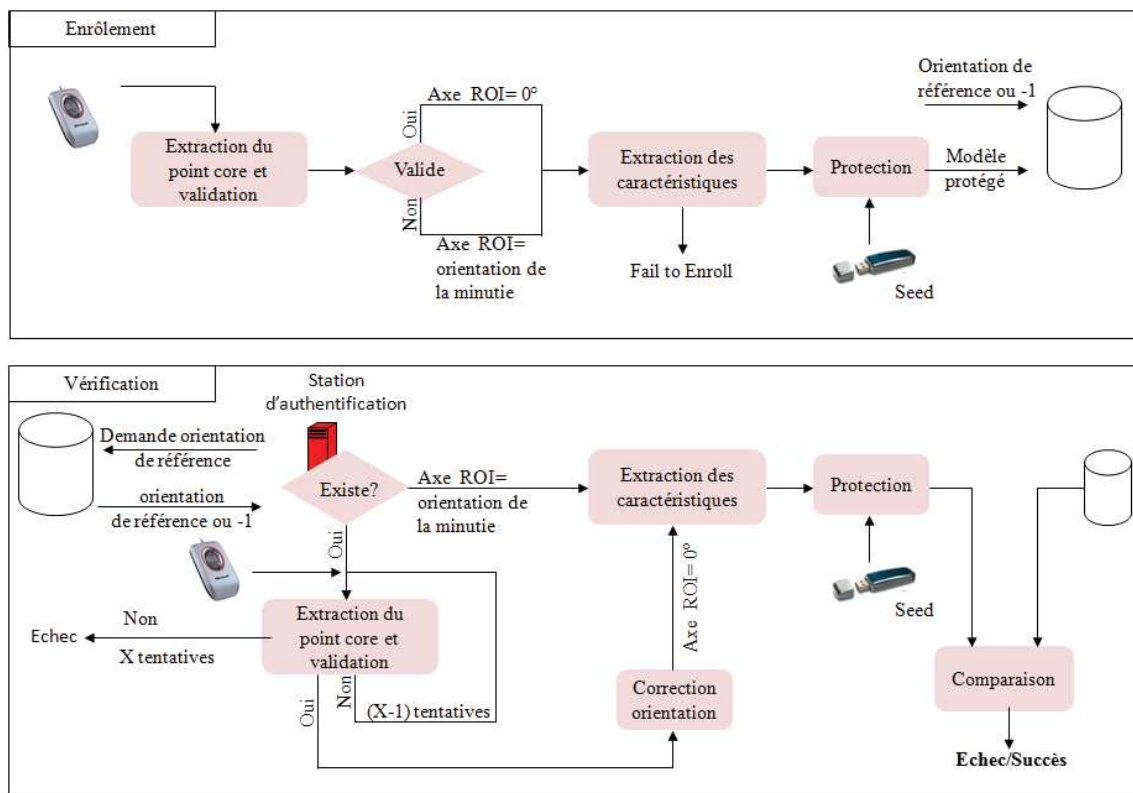 Enrôlement
Axe ROI= 0°
Oui
Extraction du
point core et
validation
Valide
Non
Axe ROI=
orientation de
la minutie
Extraction des
caractéristiques
Fail to Enroll
Protection
Seed
Orientation de
référence ou -1
Modèle
protégé
Vérification
Station
d'authentification
Demande orientation
de référence
orientation
de référence ou -1
Existe?
Axe ROI=
orientation de
la minutie
Oui
Extraction du
point core et
validation
Non
X tentatives
Echec
Oui
Non
(X-1) tentatives
Correction
orientation
Axe ROI= 0°
Extraction des
caractéristiques
Protection
Seed
Comparaison
Echec/Succès